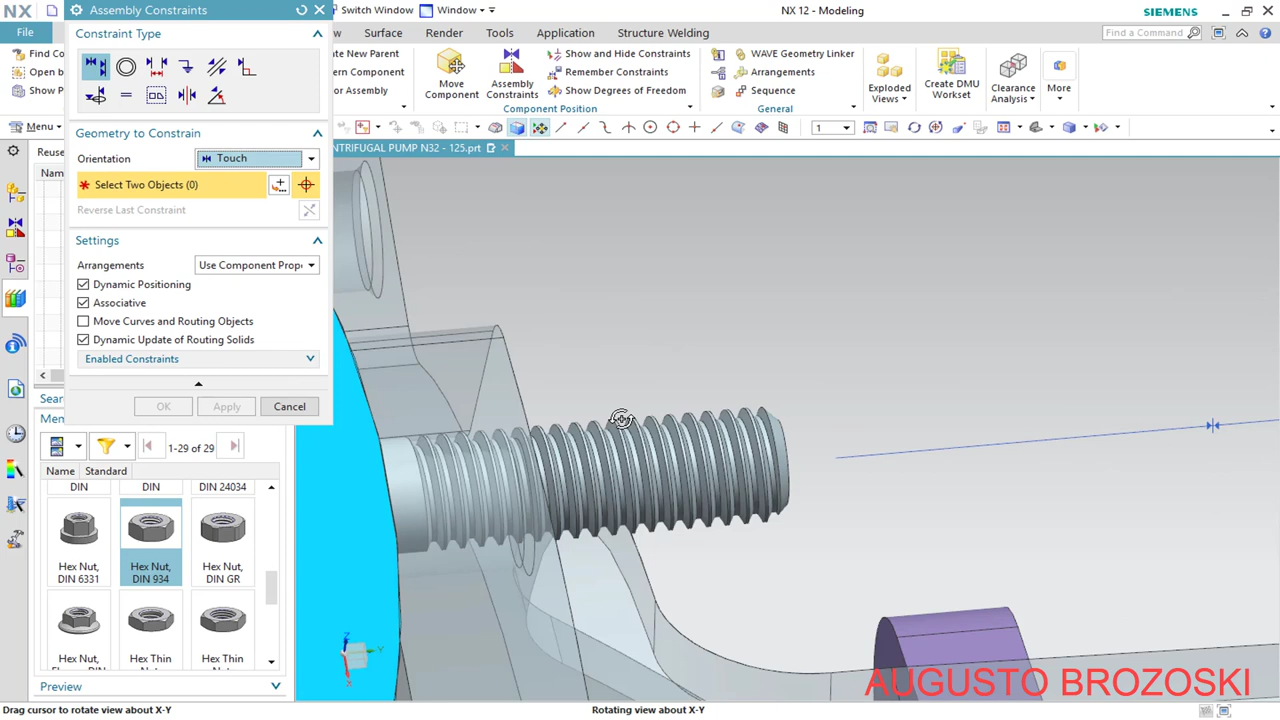 NX
Assembly Constraints
Switch Window
Window
NX 12 - Modeling
SIEMENS
File
Surface
Render
Tools
Application
Structure Welding
Find a Command
Constraint Type
Find Co
Open b
Show P
te New Parent
Component
or Assembly
Move
Component
Assembly
Constraints
Show and Hide Constraints
Remember Constraints
Show Degrees of Freedom
Component Position
WAVE Geometry Linker
Arrangements
Sequence
General
Exploded
Views
Create DMU
Workset
Clearance
Analysis
More
Menu
1
Geometry to Constrain
Reuse
NTRIFUGAL PUMP N32 - 125.prt
Nam
Orientation
Touch
Select Two Objects (0)
Reverse Last Constraint
Settings
Arrangements
Use Component Prop
Dynamic Positioning
Associative
Move Curves and Routing Objects
Dynamic Update of Routing Solids
Enabled Constraints
Sear
OK
Apply
Cancel
Mem
1-29 of 29
Name
Standard
DIN
DIN
DIN 24034
Hex Nut,
DIN 6331
Hex Nut,
DIN 934
Hex Nut,
DIN GR
Hex Nut,
Hex Thin
Hex Thin
Preview
Z
Y
X
AUGUSTO BROZOSKI
Drag cursor to rotate view about X-Y
Rotating view about X-Y